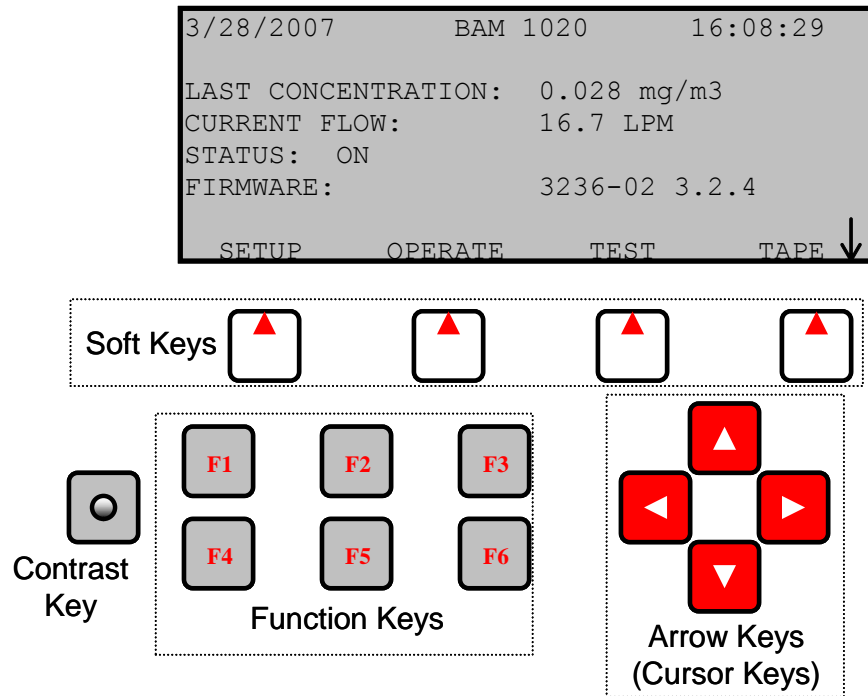 3/28/2007 BAM 1020 16:08:29
LAST CONCENTRATION: 0.028 mg/m3
CURRENT FLOW: 16.7 LPM
STATUS: ON
FIRMWARE: 3236-02 3.2.4
SETUP OPERATE TEST TAPE
Soft Keys
F1 F2 F3
F4 F5 F6
Contrast
Key
Function Keys
Arrow Keys
(Cursor Keys)